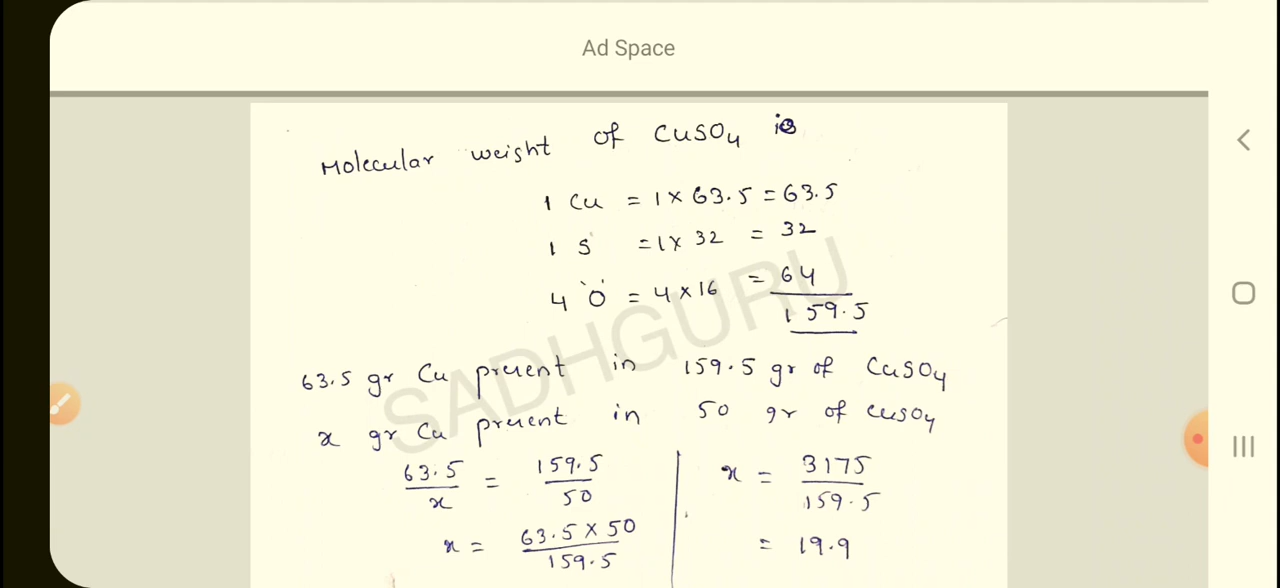 Ad Space
Molecular weight of CuSO4 is
1 Cu = 1 × 63.5 = 63.5
1 S = 1 × 32 = 32
4 'O' = 4 × 16 = 64
159.5
SADHGURU
63.5 gr Cu present in 159.5 gr of CuSO4
x gr Cu present in 50 gr of CuSO4
63.5/x = 159.5/50
x = 63.5 × 50/159.5
x = 3175/159.5
= 19.9